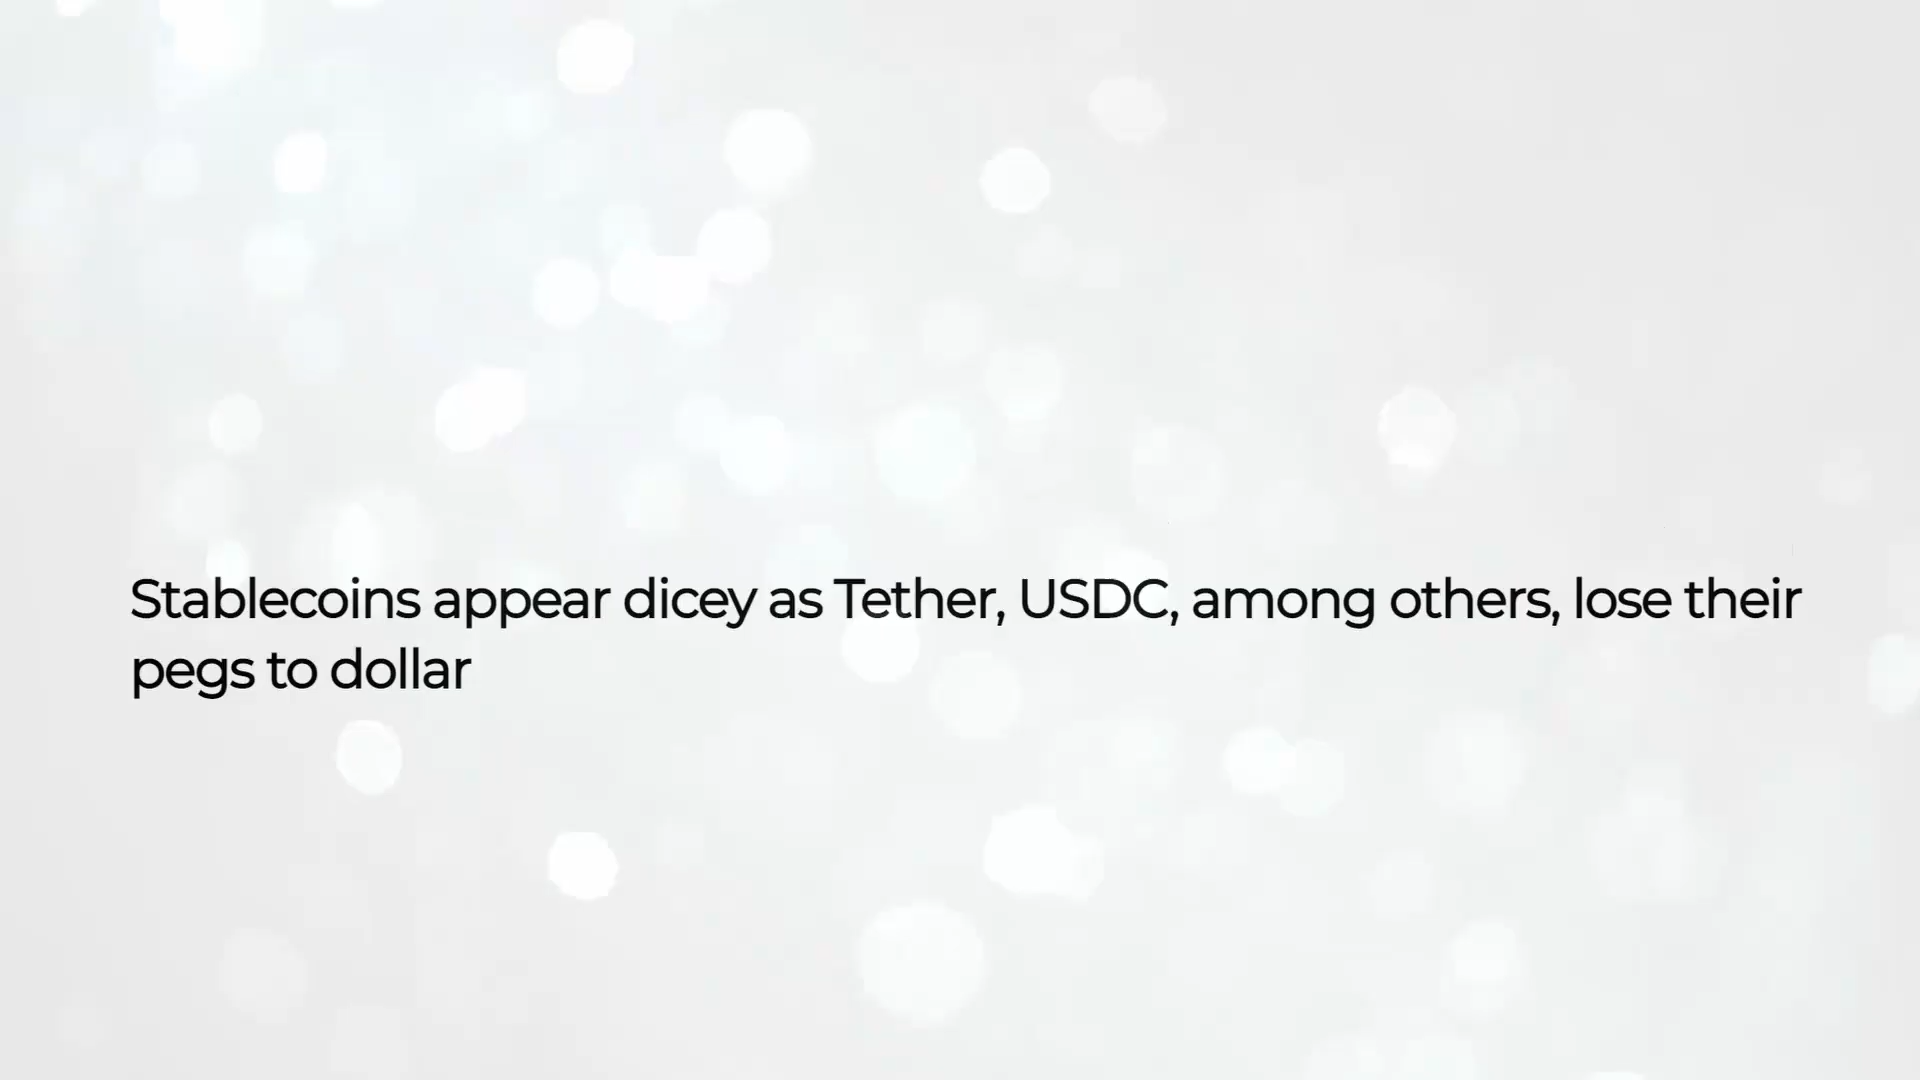 Stablecoins appear dicey as Tether, USDC, among others, lose their
pegs to dollar